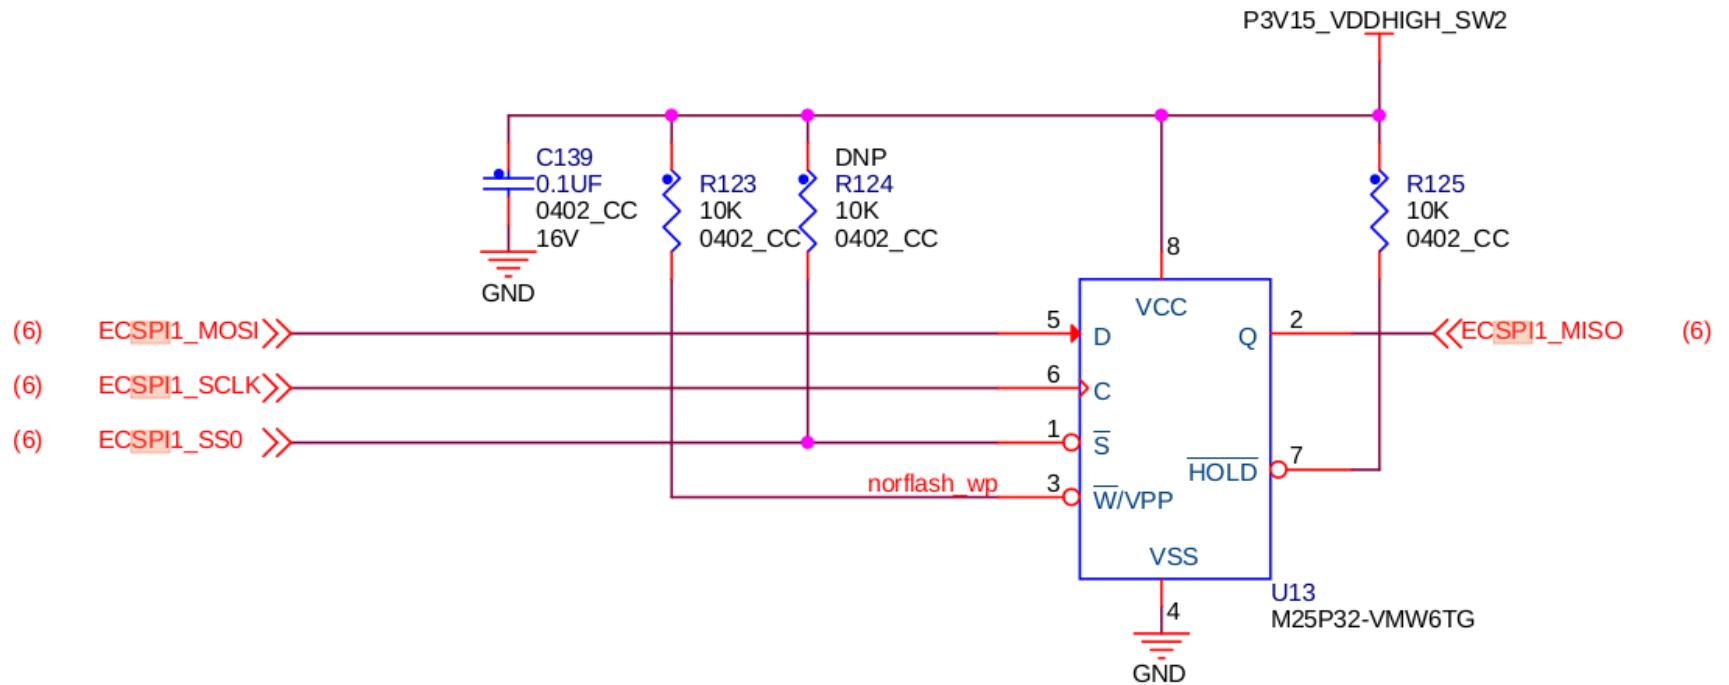 P3V15_VDDHIGH_SW2
C139
0.1UF
0402_CC
16V
GND
R123
10K
0402_CC
DNP
R124
10K
0402_CC
R125
10K
0402_CC
8
VCC
(6) ECSPI1_MOSI 5 D
Q 2 ECSPI1_MISO (6)
(6) ECSPI1_SCLK 6 C
(6) ECSPI1_SS0 1 S
HOLD 7
norflash_wp 3 W/VPP
VSS
4
GND
U13
M25P32-VMW6TG